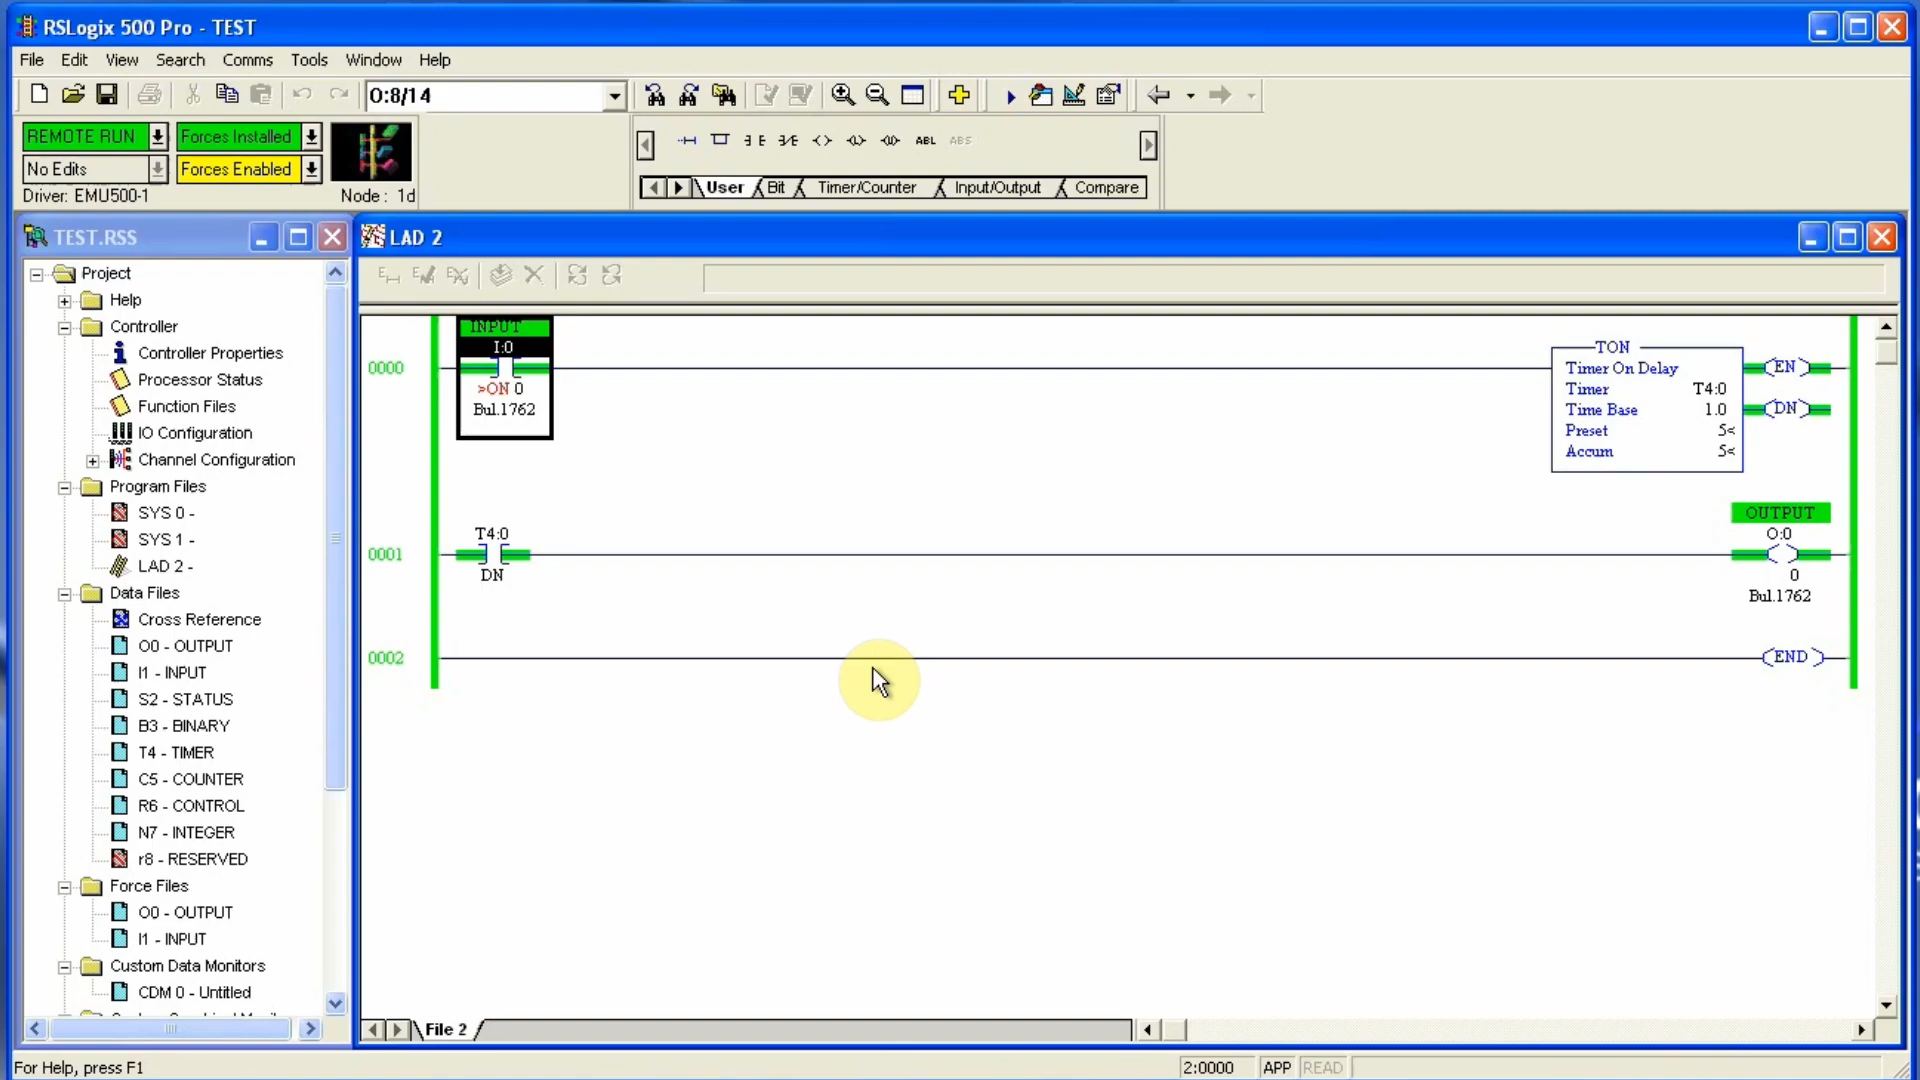 RSLogix 500 Pro - TEST
File Edit View Search Comms Tools Window Help
O:8/14
REMOTE RUN Forces Installed
No Edits Forces Enabled
Driver: EMU500-1 Node: 1d
ABL ABS
User Bit Timer/Counter Input/Output Compare
TEST.RSS
Project
Help
Controller
Controller Properties
Processor Status
Function Files
IO Configuration
Channel Configuration
Program Files
SYS 0 -
SYS 1 -
LAD 2 -
Data Files
Cross Reference
O0 - OUTPUT
I1 - INPUT
S2 - STATUS
B3 - BINARY
T4 - TIMER
C5 - COUNTER
R6 - CONTROL
N7 - INTEGER
r8 - RESERVED
Force Files
O0 - OUTPUT
I1 - INPUT
Custom Data Monitors
CDM 0 - Untitled
LAD 2
INPUT
I:0
0000
>ON 0
Bul.1762
TON
Timer On Delay
Timer T4:0
Time Base 1.0
Preset 5<
Accum 5<
EN
DN
T4:0
0001
DN
OUTPUT
O:0
0
Bul.1762
0002
END
File 2
For Help, press F1
2:0000 APP READ